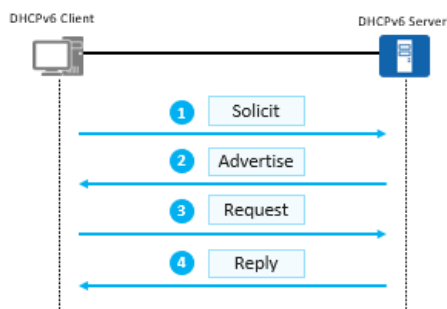 DHCPv6 Client
DHCPv6 Server
1 Solicit
2 Advertise
3 Request
4 Reply